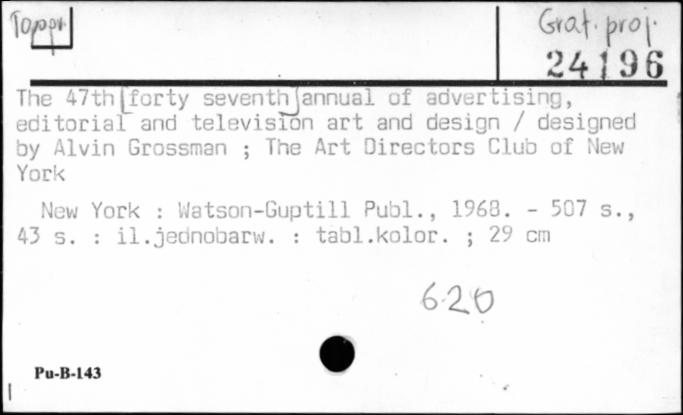 Graf. proj.
24196
The 47th [forty seventh] annual of advertising,
editorial and television art and design / designed
by Alvin Grossman ; The Art Directors Club of New
York
New York : Watson-Guptill Publ., 1968. - 507 s.,
43 s. : il.jednobarw. : tabl.kolor. ; 29 cm
620
Pu-B-143